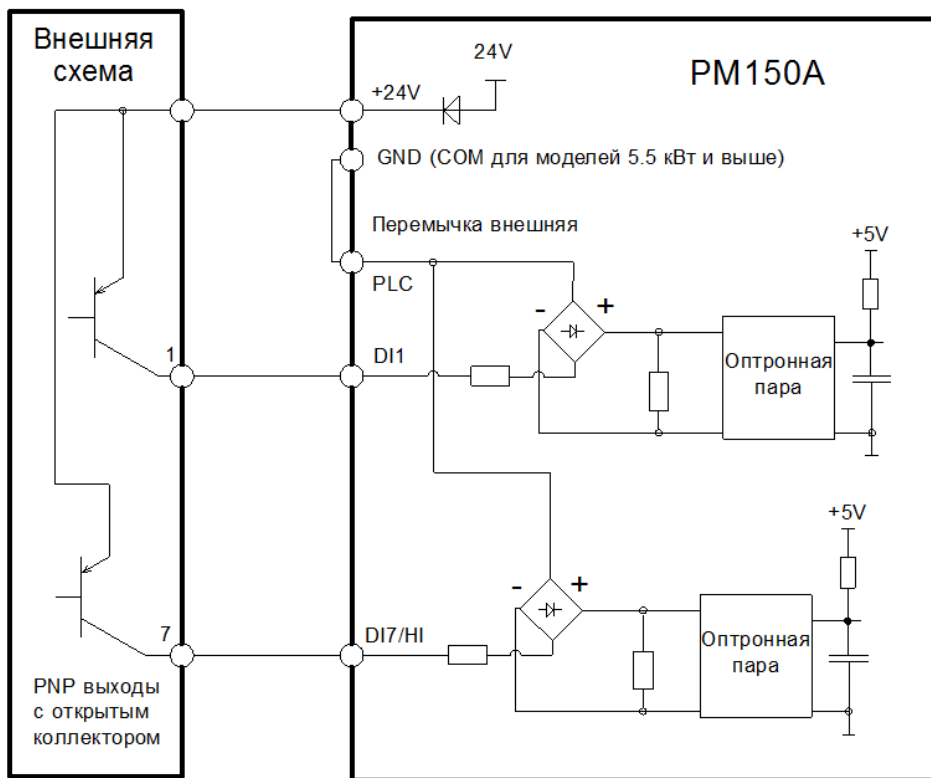 Внешняя
схема
24V
PM150A
+24V
GND (COM для моделей 5.5 кВт и выше)
Перемычка внешняя
+5V
PLC
- +
1
DI1
Оптронная
пара
+5V
- +
7
DI7/HI
Оптронная
пара
PNP выходы
с открытым
коллектором